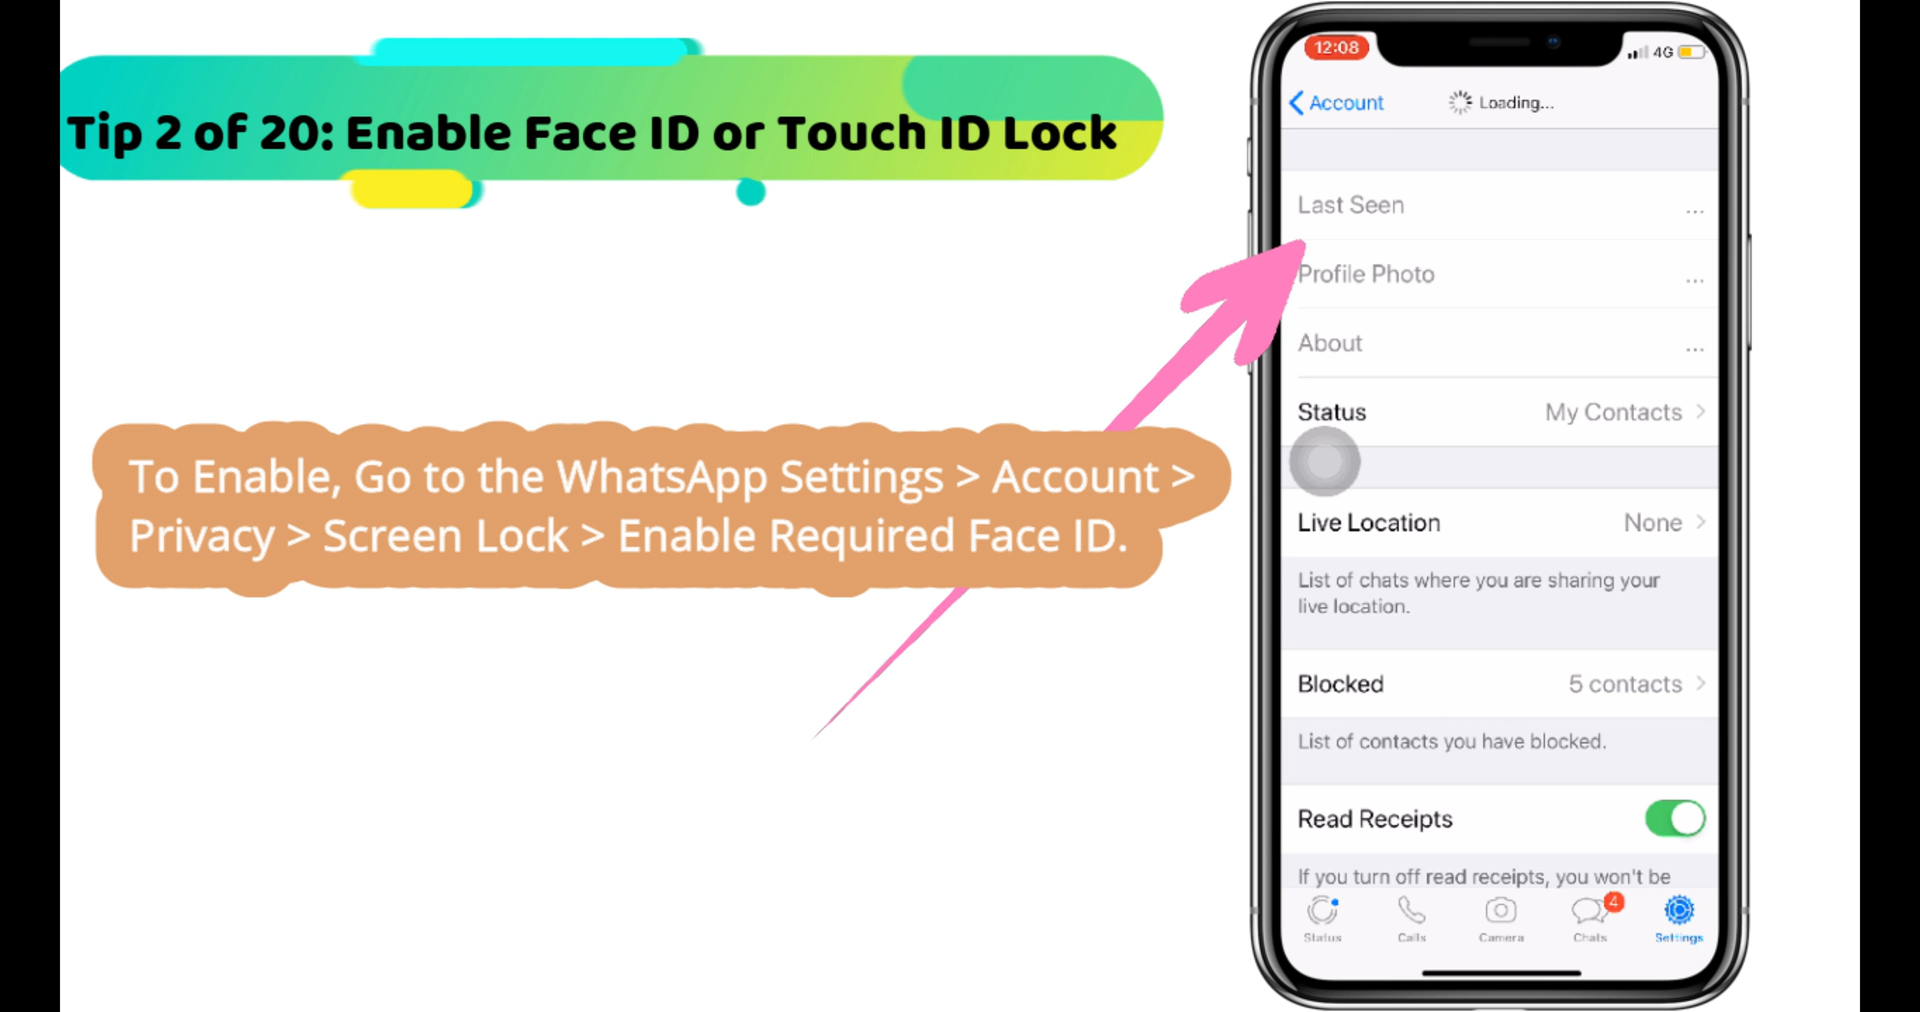 Tip 2 of 20: Enable Face ID or Touch ID Lock
To Enable, Go to the WhatsApp Settings > Account >
Privacy > Screen Lock > Enable Required Face ID.
12:08
4G
Account
Loading...
Last Seen ...
Profile Photo ...
About ...
Status My Contacts >
Live Location None >
List of chats where you are sharing your
live location.
Blocked 5 contacts >
List of contacts you have blocked.
Read Receipts
If you turn off read receipts, you won't be
4
Status Calls Camera Chats Settings